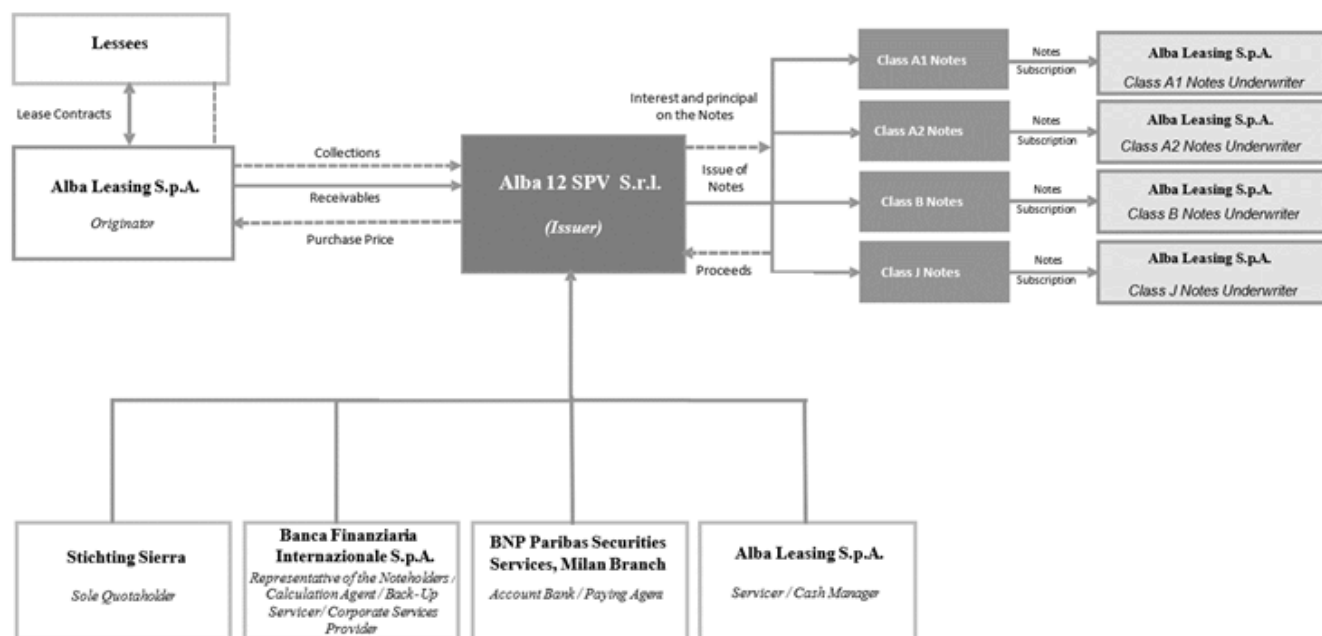 Lessees
Lease Contracts
Alba Leasing S.p.A.
Originator
Collections
Receivables
Purchase Price
Alba 12 SPV S.r.l.
(Issuer)
Interest and principal
on the Notes
Issue of
Notes
Proceeds
Class A1 Notes
Notes
Subscription
Alba Leasing S.p.A.
Class A1 Notes Underwriter
Class A2 Notes
Notes
Subscription
Alba Leasing S.p.A.
Class A2 Notes Underwriter
Class B Notes
Notes
Subscription
Alba Leasing S.p.A.
Class B Notes Underwriter
Class J Notes
Notes
Subscription
Alba Leasing S.p.A.
Class J Notes Underwriter
Stichting Sierra
Sole Quotaholder
Banca Finanziaria
Internazionale S.p.A.
Representative of the Noteholders /
Calculation Agent / Back-Up
Servicer/ Corporate Services
Provider
BNP Paribas Securities
Services, Milan Branch
Account Bank / Paying Agent
Alba Leasing S.p.A.
Servicer / Cash Manager